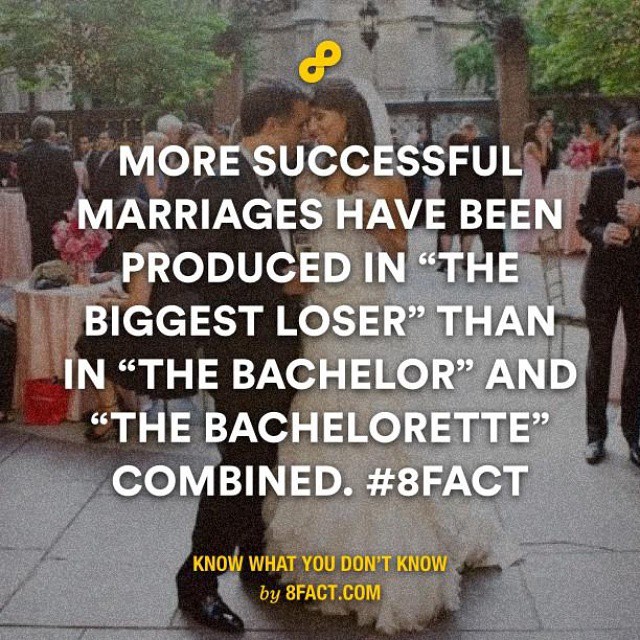 MORE SUCCESSFUL
MARRIAGES HAVE BEEN
PRODUCED IN “THE
BIGGEST LOSER” THAN
IN “THE BACHELOR” AND
“THE BACHELORETTE”
COMBINED. #8FACT
KNOW WHAT YOU DON'T KNOW
by 8FACT.COM